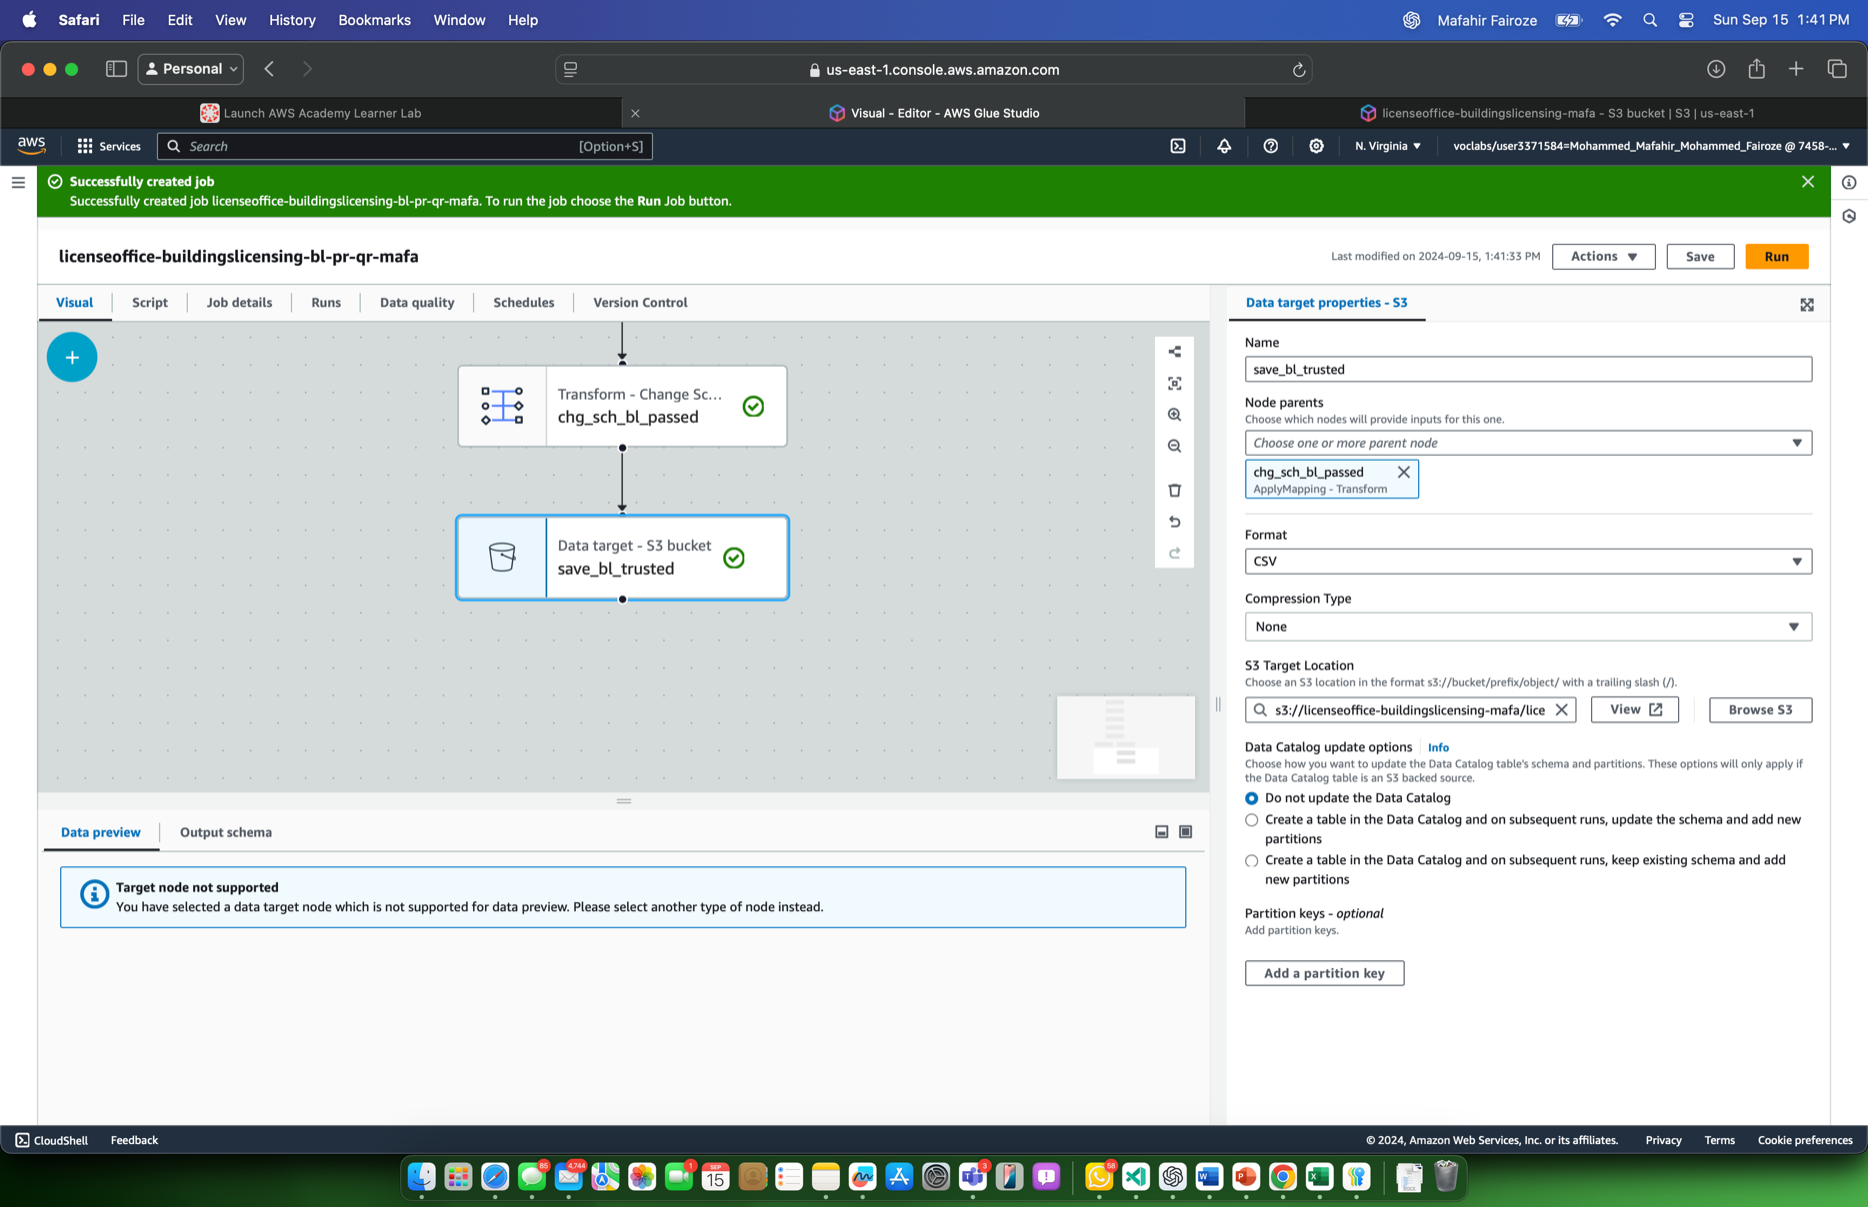 Safari File Edit View History Bookmarks Window Help
Mafahir Fairoze Sun Sep 15 1:41 PM
Personal
us-east-1.console.aws.amazon.com
Launch AWS Academy Learner Lab
Visual - Editor - AWS Glue Studio
licenseoffice-buildingslicensing-mafa - S3 bucket | S3 | us-east-1
aws Services Search [Option+S]
N. Virginia voclabs/user3371584=Mohammed_Mafahir_Mohammed_Fairoze @ 7458-...
Successfully created job
Successfully created job licenseoffice-buildingslicensing-bl-pr-qr-mafa. To run the job choose the Run Job button.
licenseoffice-buildingslicensing-bl-pr-qr-mafa
Last modified on 2024-09-15, 1:41:33 PM Actions Save Run
Visual Script Job details Runs Data quality Schedules Version Control
Transform - Change Sc...
chg_sch_bl_passed
Data target - S3 bucket
save_bl_trusted
Data preview Output schema
Target node not supported
You have selected a data target node which is not supported for data preview. Please select another type of node instead.
Data target properties - S3
Name
save_bl_trusted
Node parents
Choose which nodes will provide inputs for this one.
Choose one or more parent node
chg_sch_bl_passed
ApplyMapping - Transform
Format
CSV
Compression Type
None
S3 Target Location
Choose an S3 location in the format s3://bucket/prefix/object/ with a trailing slash (/).
s3://licenseoffice-buildingslicensing-mafa/lice View Browse S3
Data Catalog update options Info
Choose how you want to update the Data Catalog table's schema and partitions. These options will only apply if
the Data Catalog table is an S3 backed source.
Do not update the Data Catalog
Create a table in the Data Catalog and on subsequent runs, update the schema and add new
partitions
Create a table in the Data Catalog and on subsequent runs, keep existing schema and add
new partitions
Partition keys - optional
Add partition keys.
Add a partition key
CloudShell Feedback
© 2024, Amazon Web Services, Inc. or its affiliates. Privacy Terms Cookie preferences
85 4,744 1 SEP 15 3 58